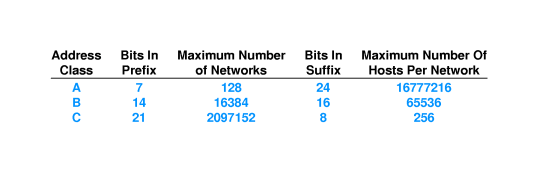 Address Bits In Maximum Number Bits In Maximum Number Of
Class Prefix of Networks Suffix Hosts Per Network
A 7 128 24 16777216
B 14 16384 16 65536
C 21 2097152 8 256